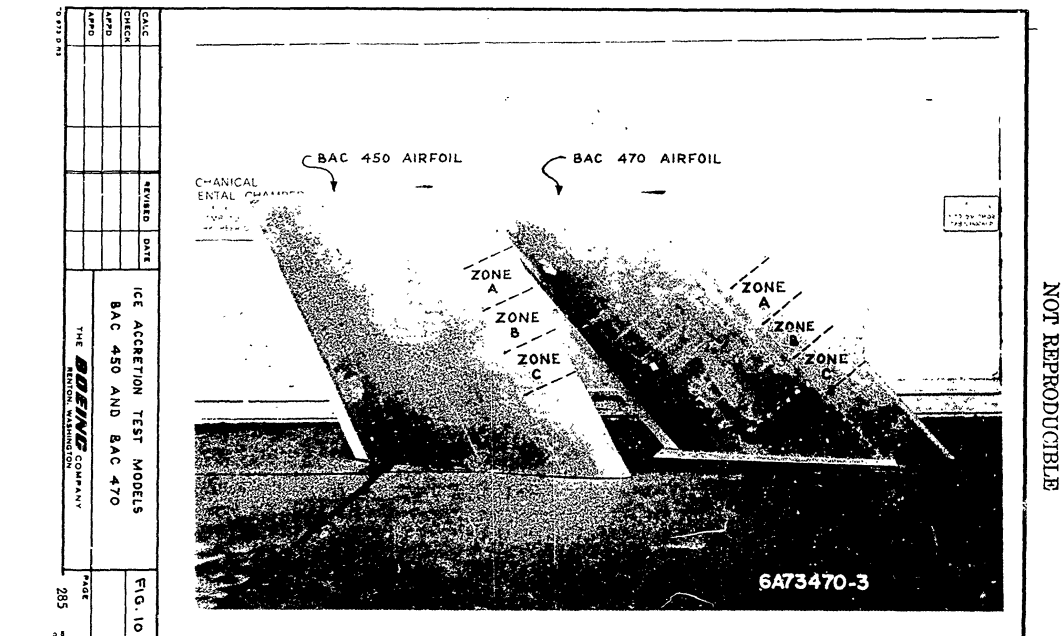 CALC
CHECK
APPD
APPD
REVISED
DATE
ICE ACCRETION TEST MODELS
BAC 450 AND BAC 470
THE BOEING COMPANY
RENTON, WASHINGTON
FIG. 10
PAGE
285
BAC 450 AIRFOIL
BAC 470 AIRFOIL
CHANICAL
ENTAL CHAMBER
ZONE
A
ZONE
B
ZONE
C
ZONE
A
ZONE
B
ZONE
C
6A73470-3
NOT REPRODUCIBLE